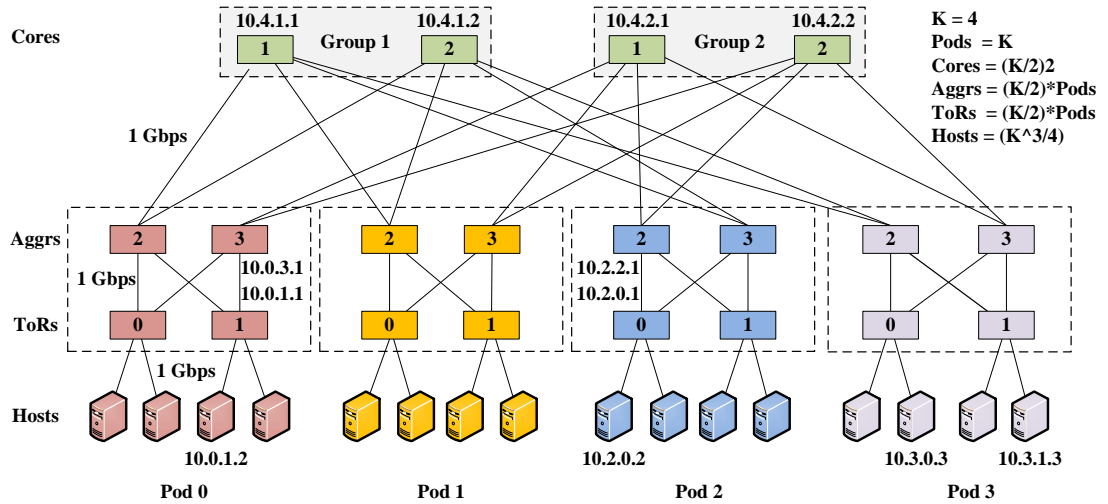 10.4.1.1 10.4.1.2 10.4.2.1 10.4.2.2
Cores 1 Group 1 2 1 Group 2 2
K = 4
Pods = K
Cores = (K/2)2
Aggrs = (K/2)*Pods
ToRs = (K/2)*Pods
Hosts = (K^3/4)
1 Gbps
Aggrs 2 3 2 3 2 3 2 3
1 Gbps 10.0.3.1 10.2.2.1
10.0.1.1 10.2.0.1
ToRs 0 1 0 1 0 1 0 1
1 Gbps
Hosts
10.0.1.2 10.2.0.2 10.3.0.3 10.3.1.3
Pod 0 Pod 1 Pod 2 Pod 3